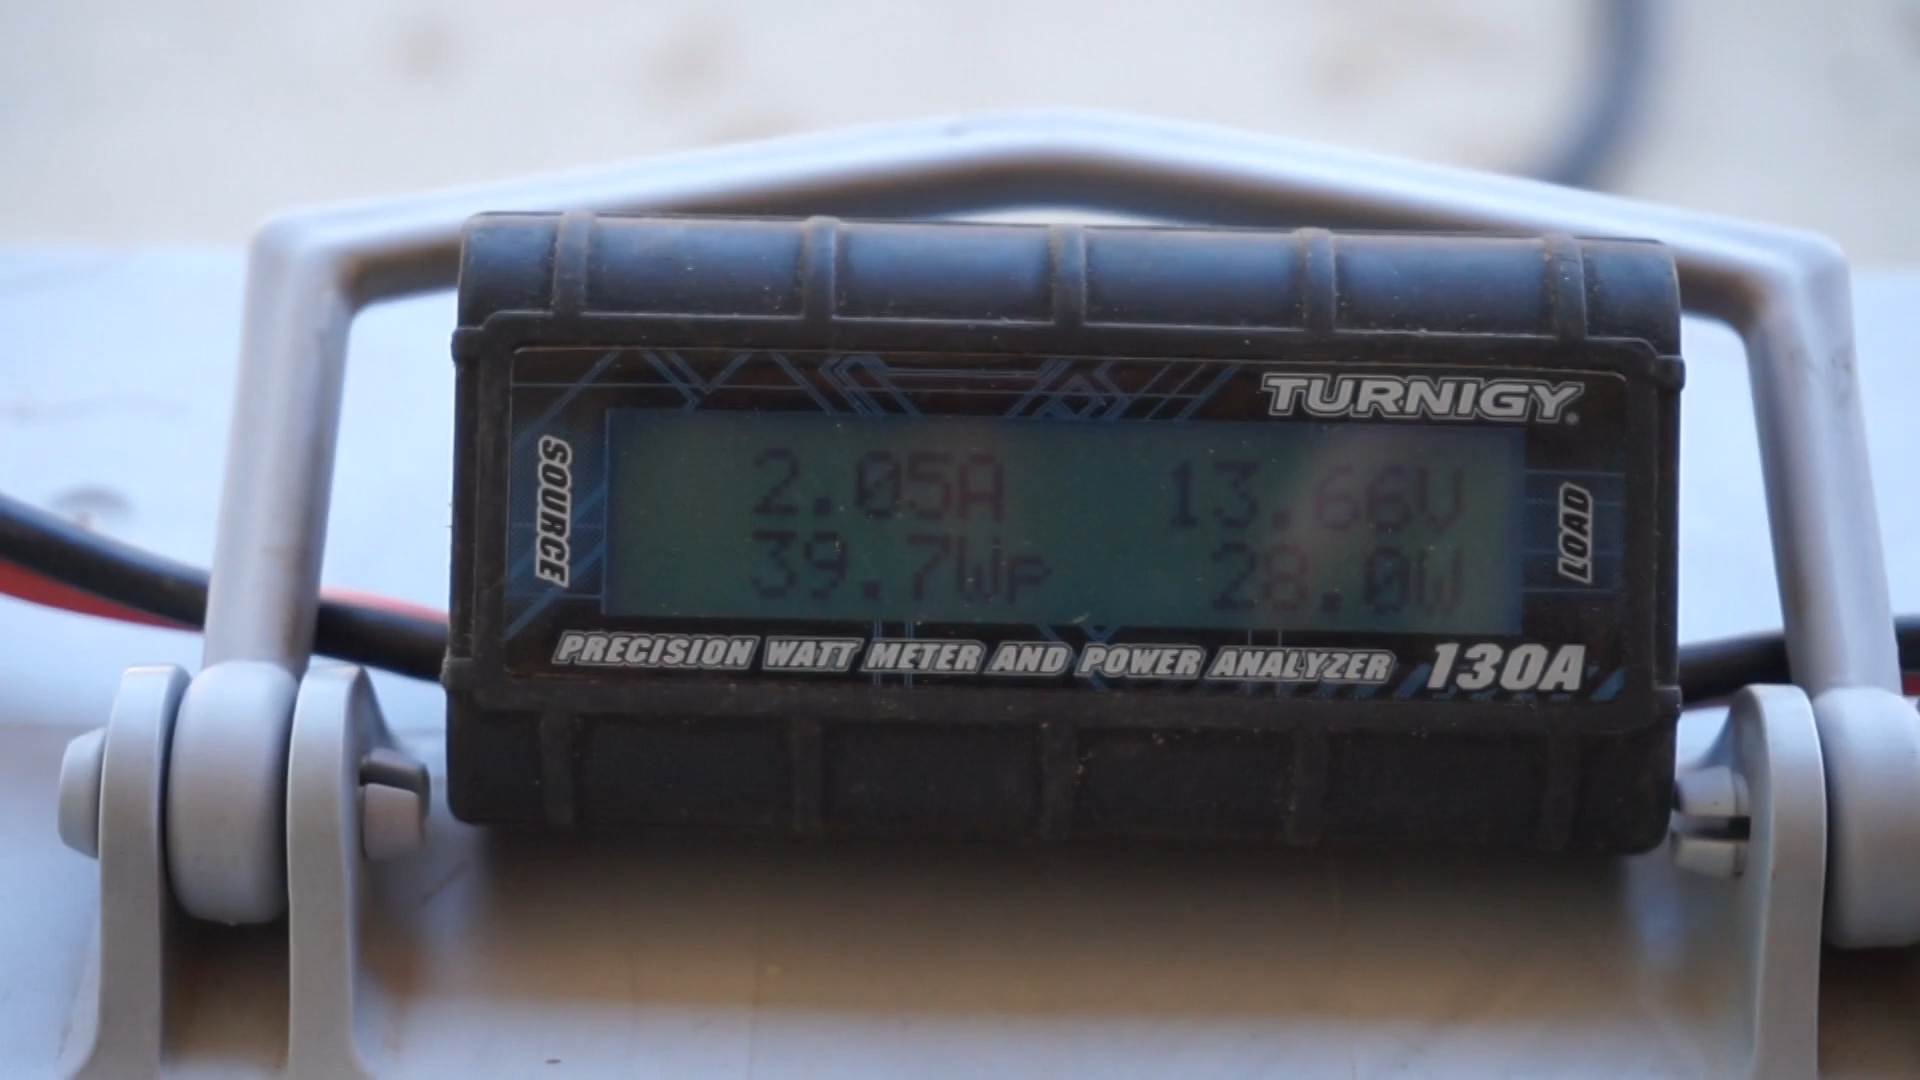 TURNIGY
SOURCE
2.05A 13.66V
39.7Wp 28.0W
LOAD
PRECISION WATT METER AND POWER ANALYZER 130A